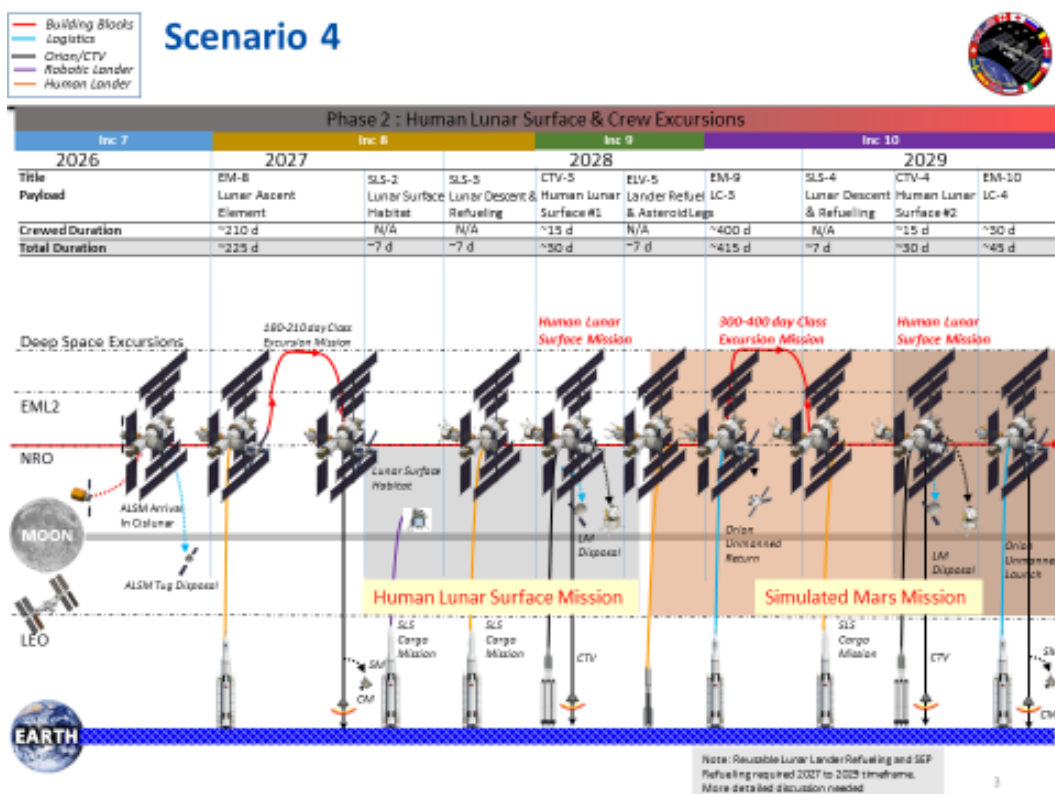 Building Blocks
Logistics
Orion/CTV
Robotic Lander
Human Lander
Scenario 4
Phase 2 : Human Lunar Surface & Crew Excursions
Inc 7
Inc 8
Inc 9
Inc 10
2026
2027
2028
2029
Title
EM-8
SLS-2
SLS-3
CTV-3
ELV-5
EM-9
SLS-4
CTV-4
EM-10
Payload
Lunar Ascent
Element
Lunar Surface
Habitat
Lunar Descent &
Refueling
Human Lunar
Surface #1
Lander Refuel
& Asteroid Legs
LC-3
Lunar Descent
& Refueling
Human Lunar
Surface #2
LC-4
Crewed Duration
~210 d
N/A
N/A
~15 d
N/A
~400 d
N/A
~15 d
~30 d
Total Duration
~225 d
~7 d
~7 d
~30 d
~7 d
~415 d
~7 d
~30 d
~45 d
Deep Space Excursions
180-210 day Class
Excursion Mission
Human Lunar
Surface Mission
300-400 day Class
Excursion Mission
Human Lunar
Surface Mission
EML2
NRO
ALSM Arrival
In Cislunar
Lunar Surface
Habitat
MOON
LM
Disposal
Orion
Unmanned
Return
LM
Disposal
Orion
Unmanned
Launch
ALSM Tug Disposal
Human Lunar Surface Mission
Simulated Mars Mission
LEO
SLS
Cargo
Mission
SLS
Cargo
Mission
SLS
Cargo
Mission
SM
CM
CTV
CTV
SM
CM
EARTH
Note: Reusable Lunar Lander Refueling and SEP
Refueling required 2027 to 2029 timeframe.
More detailed discussion needed
3